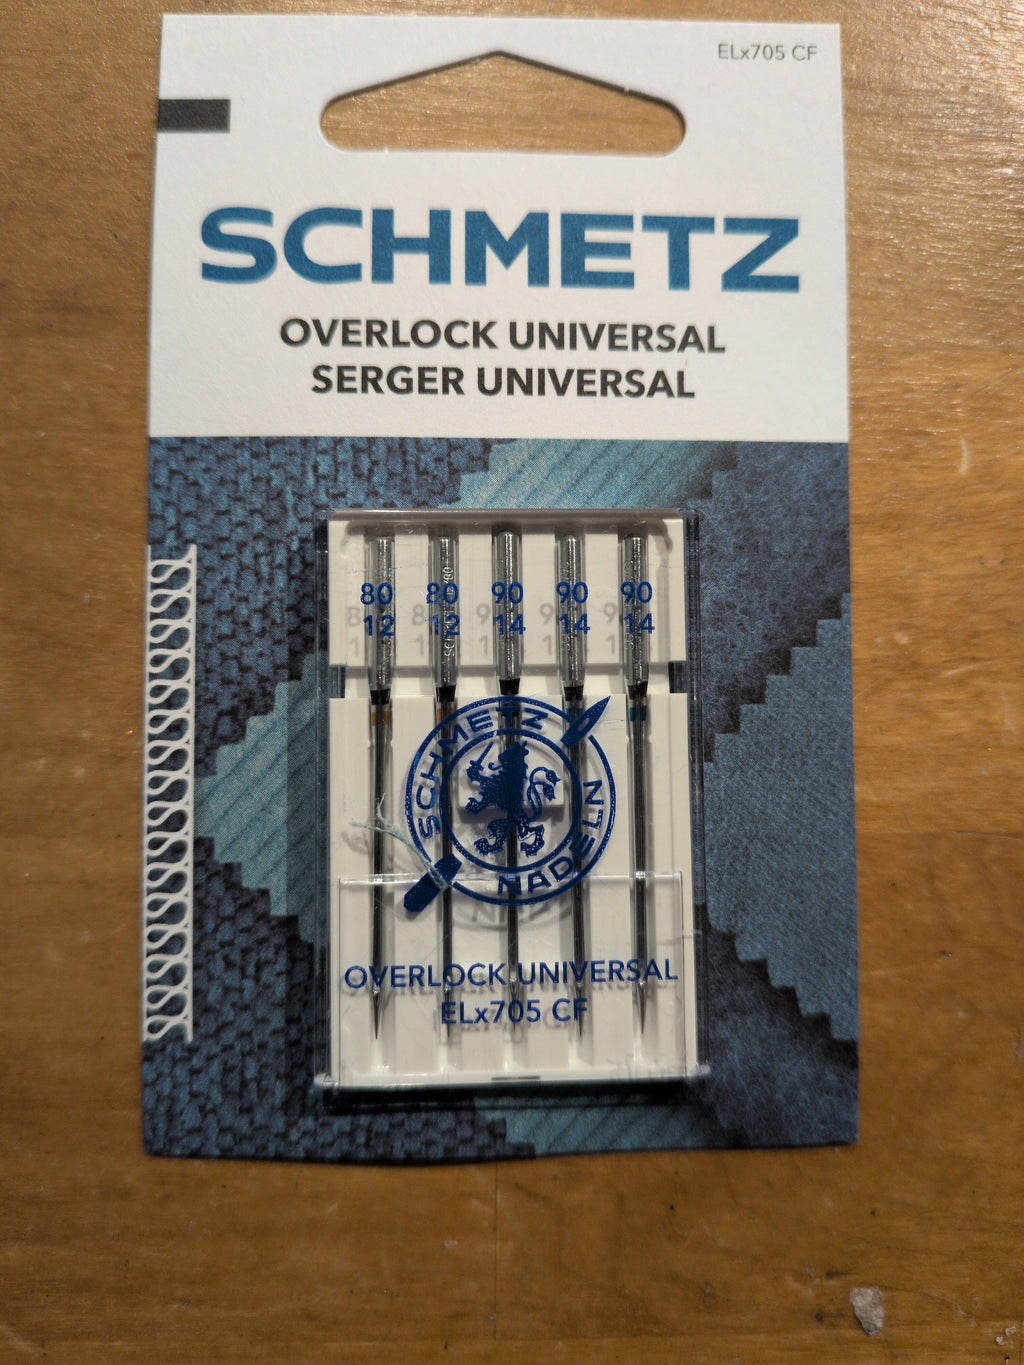 ELx705 CF
SCHMETZ
OVERLOCK UNIVERSAL
SERGER UNIVERSAL
80 80 90 90 90
12 12 14 14 14
SCHMETZ
NADELN
OVERLOCK UNIVERSAL
ELx705 CF